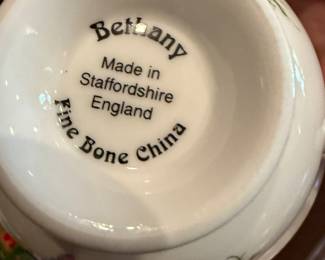 Bethany
Made in
Staffordshire
England
Fine Bone China